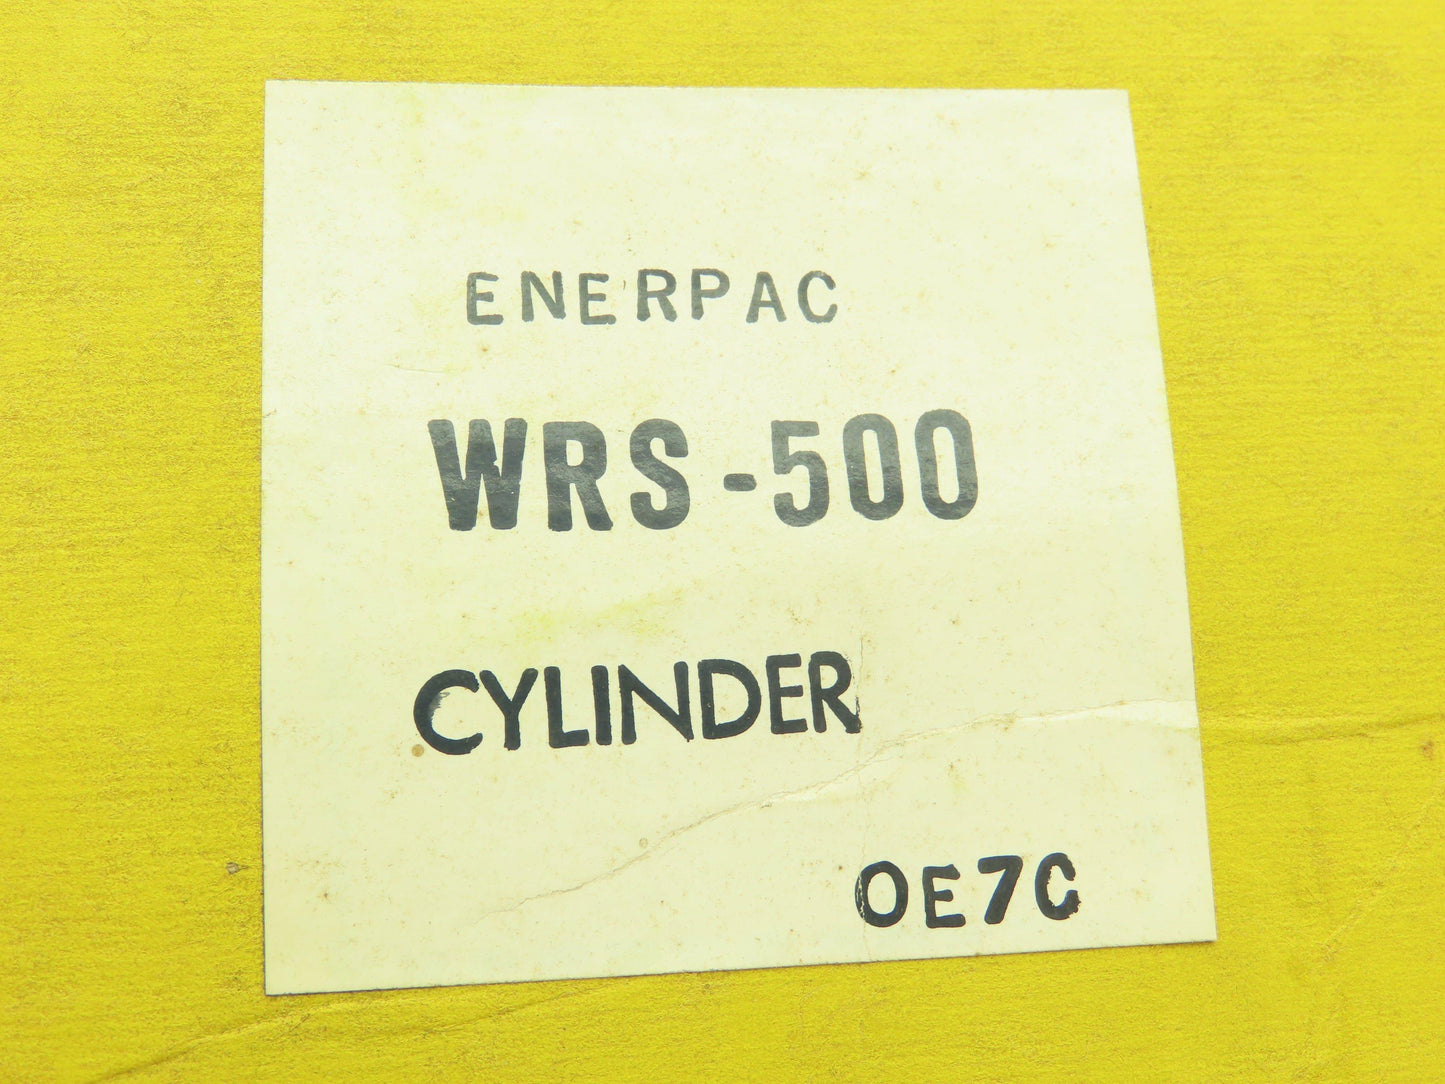 ENERPAC
WRS-500
CYLINDER
OE7C